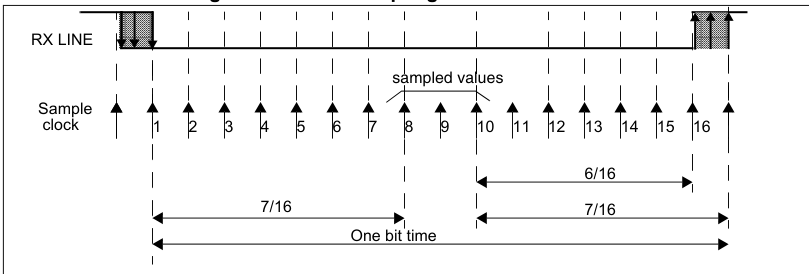 RX LINE
sampled values
Sample
clock
1 2 3 4 5 6 7 8 9 10 11 12 13 14 15 16
6/16
7/16
7/16
One bit time